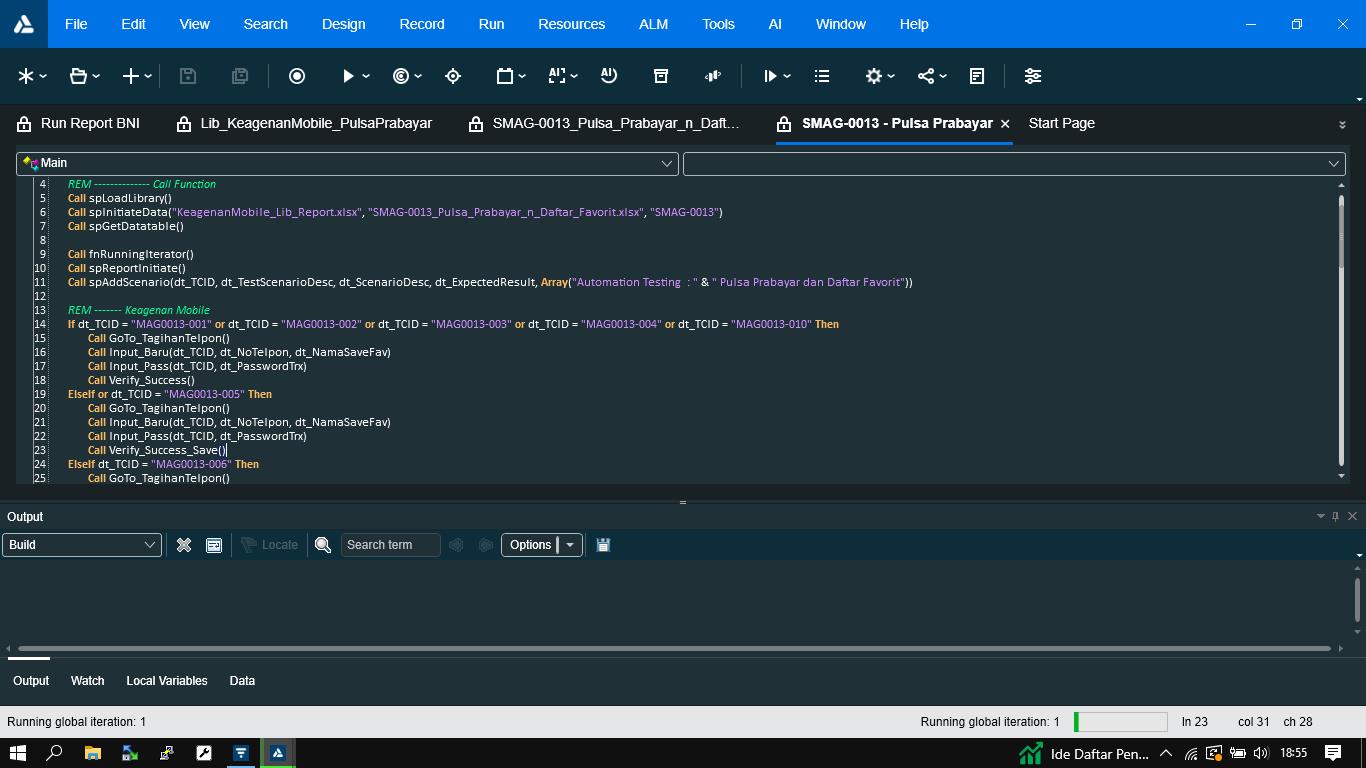 File Edit View Search Design Record Run Resources ALM Tools AI Window Help
Run Report BNI Lib_KeagenanMobile_PulsaPrabayar SMAG-0013_Pulsa_Prabayar_n_Daft... SMAG-0013 - Pulsa Prabayar × Start Page
Main
4 REM -------------- Call Function
5 Call spLoadLibrary()
6 Call spInitiateData("KeagenanMobile_Lib_Report.xlsx", "SMAG-0013_Pulsa_Prabayar_n_Daftar_Favorit.xlsx", "SMAG-0013")
7 Call spGetDatatable()
8
9 Call fnRunningIterator()
10 Call spReportInitiate()
11 Call spAddScenario(dt_TCID, dt_TestScenarioDesc, dt_ScenarioDesc, dt_ExpectedResult, Array("Automation Testing : " & " Pulsa Prabayar dan Daftar Favorit"))
12
13 REM ------- Keagenan Mobile
14 If dt_TCID = "MAG0013-001" or dt_TCID = "MAG0013-002" or dt_TCID = "MAG0013-003" or dt_TCID = "MAG0013-004" or dt_TCID = "MAG0013-010" Then
15 Call GoTo_TagihanTelpon()
16 Call Input_Baru(dt_TCID, dt_NoTelpon, dt_NamaSaveFav)
17 Call Input_Pass(dt_TCID, dt_PasswordTrx)
18 Call Verify_Success()
19 ElseIf or dt_TCID = "MAG0013-005" Then
20 Call GoTo_TagihanTelpon()
21 Call Input_Baru(dt_TCID, dt_NoTelpon, dt_NamaSaveFav)
22 Call Input_Pass(dt_TCID, dt_PasswordTrx)
23 Call Verify_Success_Save()
24 ElseIf dt_TCID = "MAG0013-006" Then
25 Call GoTo_TagihanTelpon()
Output
Build Locate Search term Options
Output Watch Local Variables Data
Running global iteration: 1 Running global iteration: 1 ln 23 col 31 ch 28
Ide Daftar Pen... 18:55